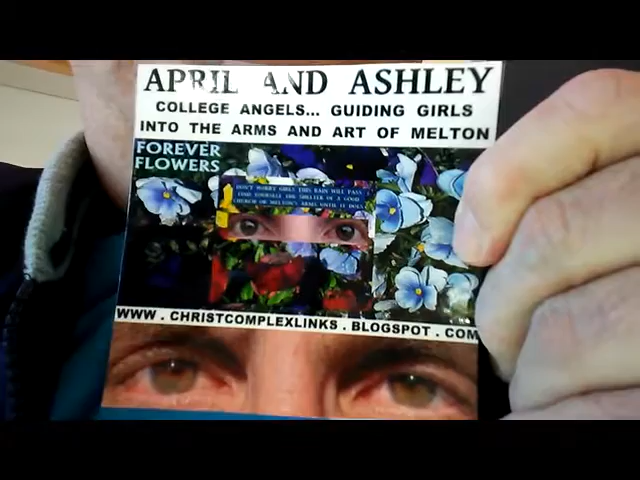 APRIL AND ASHLEY
COLLEGE ANGELS... GUIDING GIRLS
INTO THE ARMS AND ART OF MELTON
FOREVER
FLOWERS
DON'T WORRY GIRLS THIS RAIN WILL PASS
FIND YOURSELF THE SHELTER OF A GOOD
CHURCH OR MELTON'S ARMS UNTIL IT DOES
WWW . CHRISTCOMPLEXLINKS . BLOGSPOT . COM